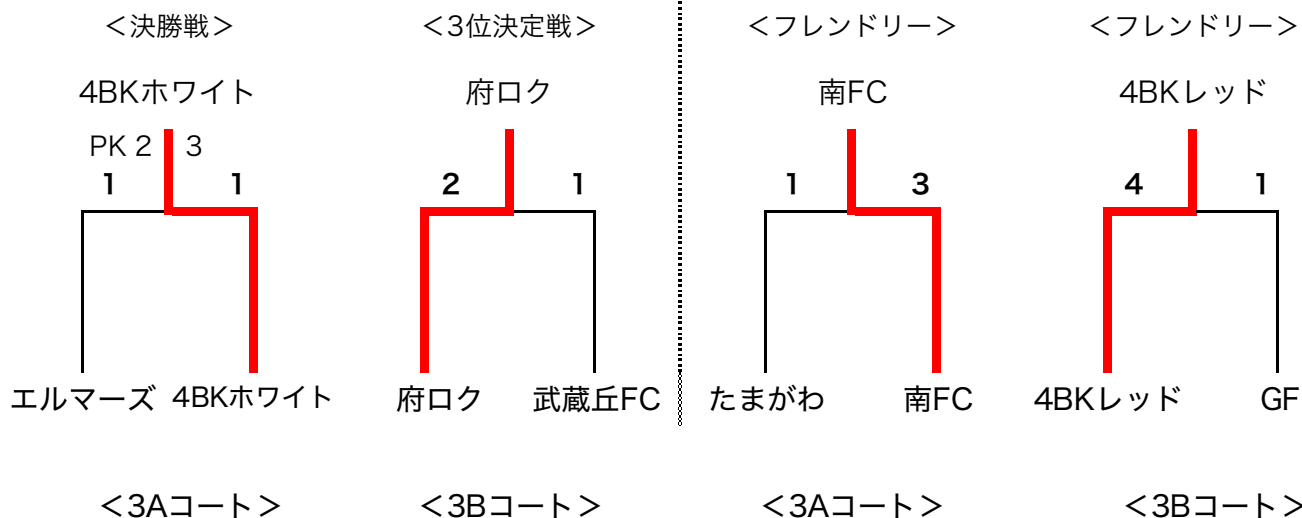 ＜決勝戦＞ ＜3位決定戦＞ ＜フレンドリー＞ ＜フレンドリー＞
4BKホワイト 府ロク 南FC 4BKレッド
PK 2 3
1 1 2 1 1 3 4 1
エルマーズ 4BKホワイト 府ロク 武蔵丘FC たまがわ 南FC 4BKレッド GF
＜3Aコート＞ ＜3Bコート＞ ＜3Aコート＞ ＜3Bコート＞